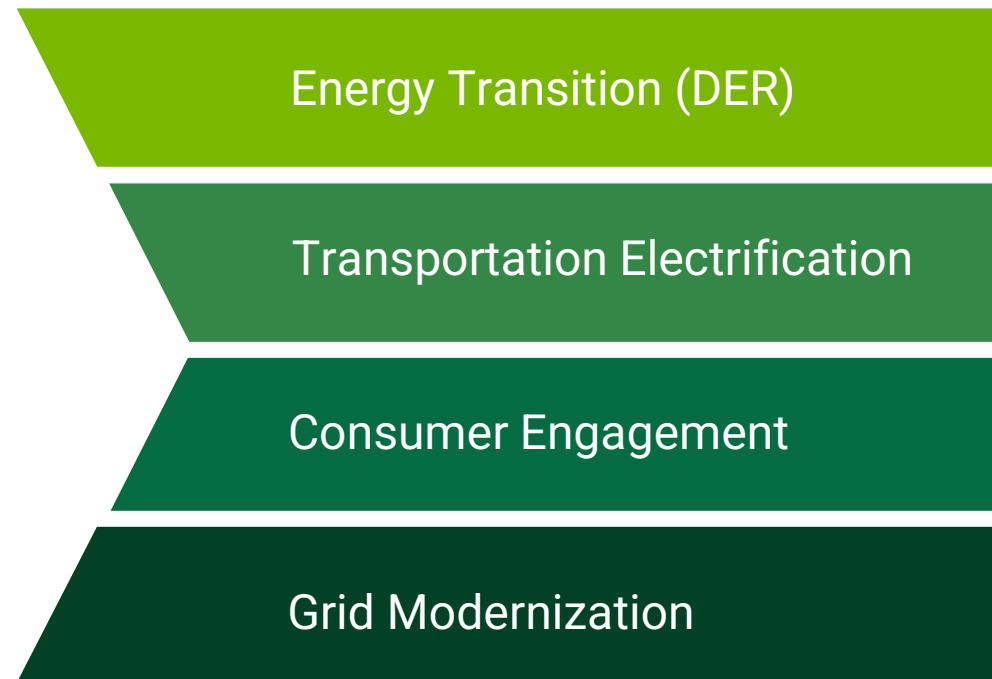 Energy Transition (DER)
Transportation Electrification
Consumer Engagement
Grid Modernization